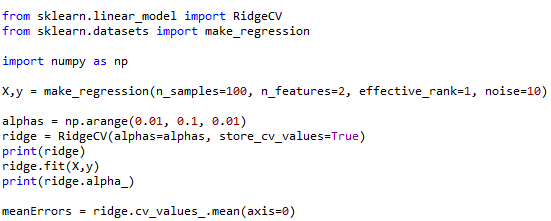 from sklearn.linear_model import RidgeCV
from sklearn.datasets import make_regression
import numpy as np
X,y = make_regression(n_samples=100, n_features=2, effective_rank=1, noise=10)
alphas = np.arange(0.01, 0.1, 0.01)
ridge = RidgeCV(alphas=alphas, store_cv_values=True)
print(ridge)
ridge.fit(X,y)
print(ridge.alpha_)
meanErrors = ridge.cv_values_.mean(axis=0)